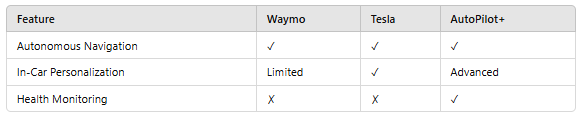 Feature Waymo Tesla AutoPilot+
Autonomous Navigation ✓ ✓ ✓
In-Car Personalization Limited ✓ Advanced
Health Monitoring ✗ ✗ ✓